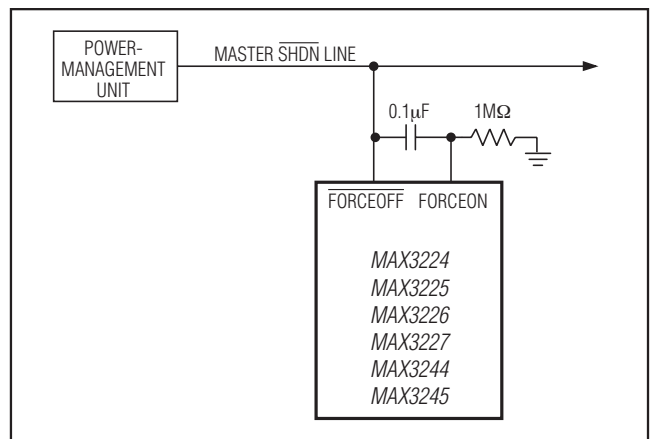 POWER-
MANAGEMENT
UNIT
MASTER SHDN LINE
0.1μF
1MΩ
FORCEOFF FORCEON
MAX3224
MAX3225
MAX3226
MAX3227
MAX3244
MAX3245